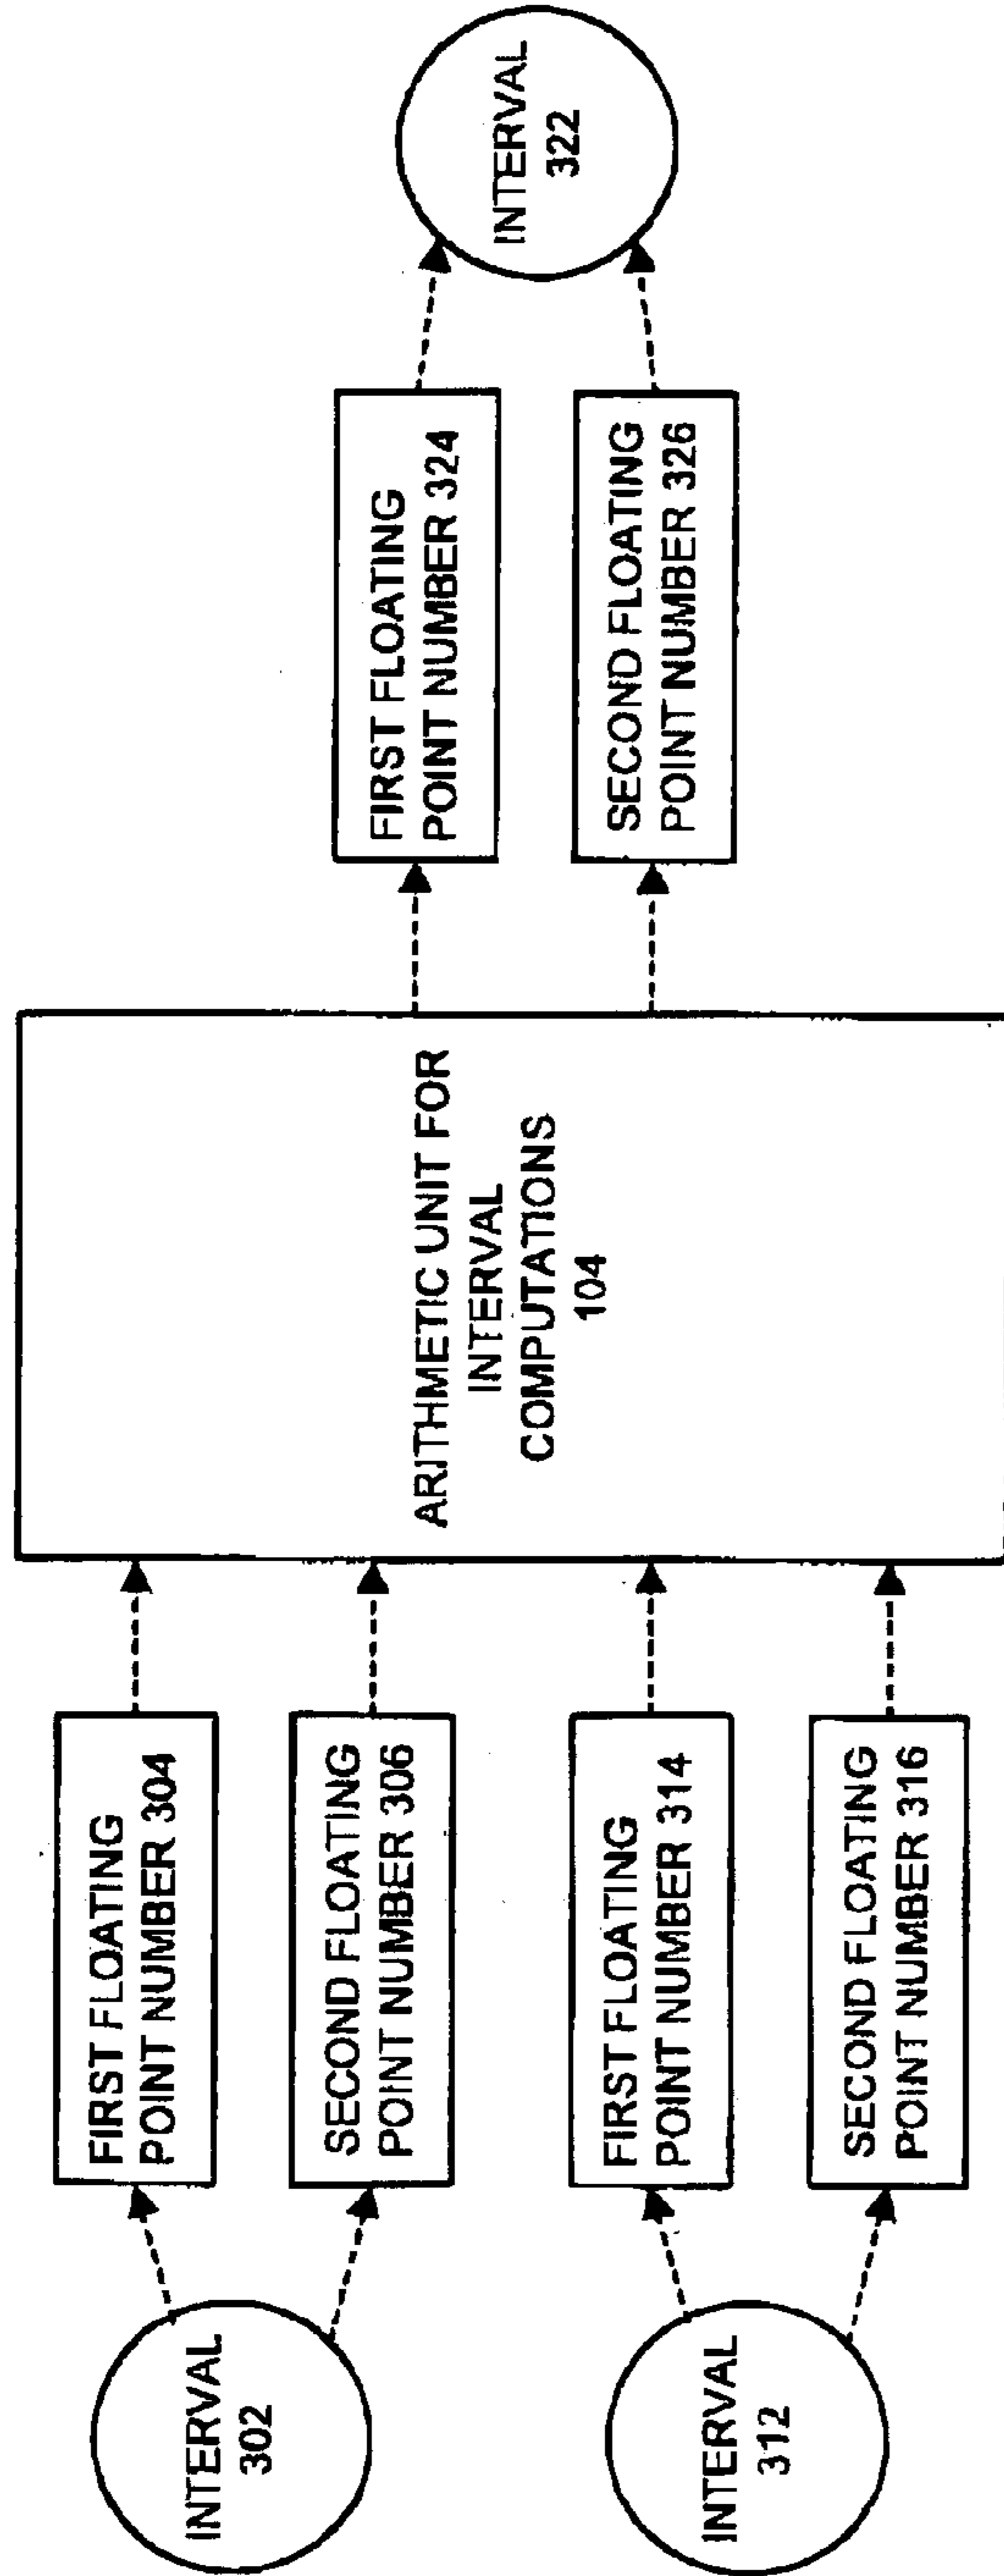 INTERVAL
302
FIRST FLOATING
POINT NUMBER 304
SECOND FLOATING
POINT NUMBER 306
INTERVAL
312
FIRST FLOATING
POINT NUMBER 314
SECOND FLOATING
POINT NUMBER 316
ARITHMETIC UNIT FOR
INTERVAL
COMPUTATIONS
104
FIRST FLOATING
POINT NUMBER 324
SECOND FLOATING
POINT NUMBER 326
INTERVAL
322